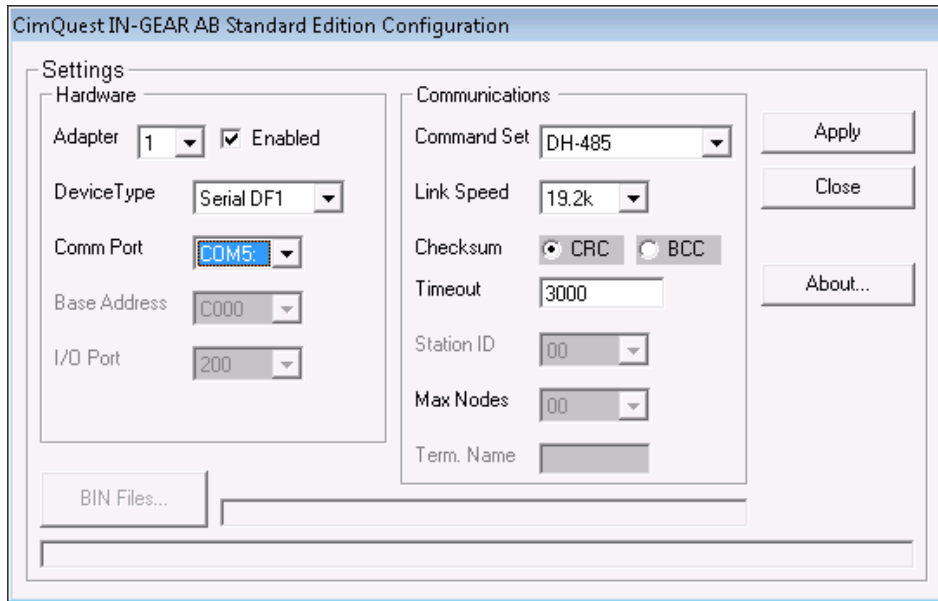 CimQuest IN-GEAR AB Standard Edition Configuration
Settings
Hardware
Adapter 1 Enabled
DeviceType Serial DF1
Comm Port COM5:
Base Address C000
I/O Port 200
Communications
Command Set DH-485
Link Speed 19.2k
Checksum CRC BCC
Timeout 3000
Station ID 00
Max Nodes 00
Term. Name
Apply
Close
About...
BIN Files...